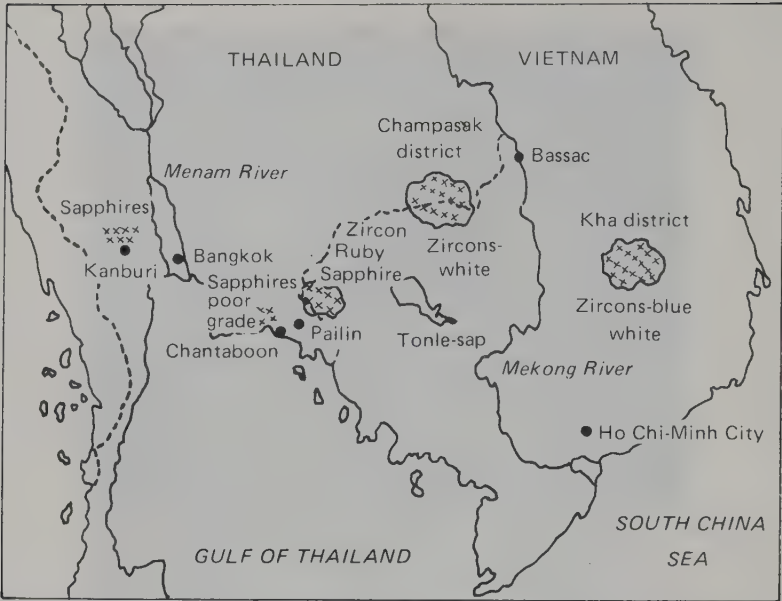 THAILAND
VIETNAM
Champasak
district
Bassac
Menam River
Sapphires
Kanburi
Bangkok
Zircon
Ruby
Sapphire
Zircons-
white
Kha district
Zircons-blue
white
Sapphires
poor
grade
Pailin
Chantaboon
Tonle-sap
Mekong River
Ho Chi-Minh City
GULF OF THAILAND
SOUTH CHINA
SEA